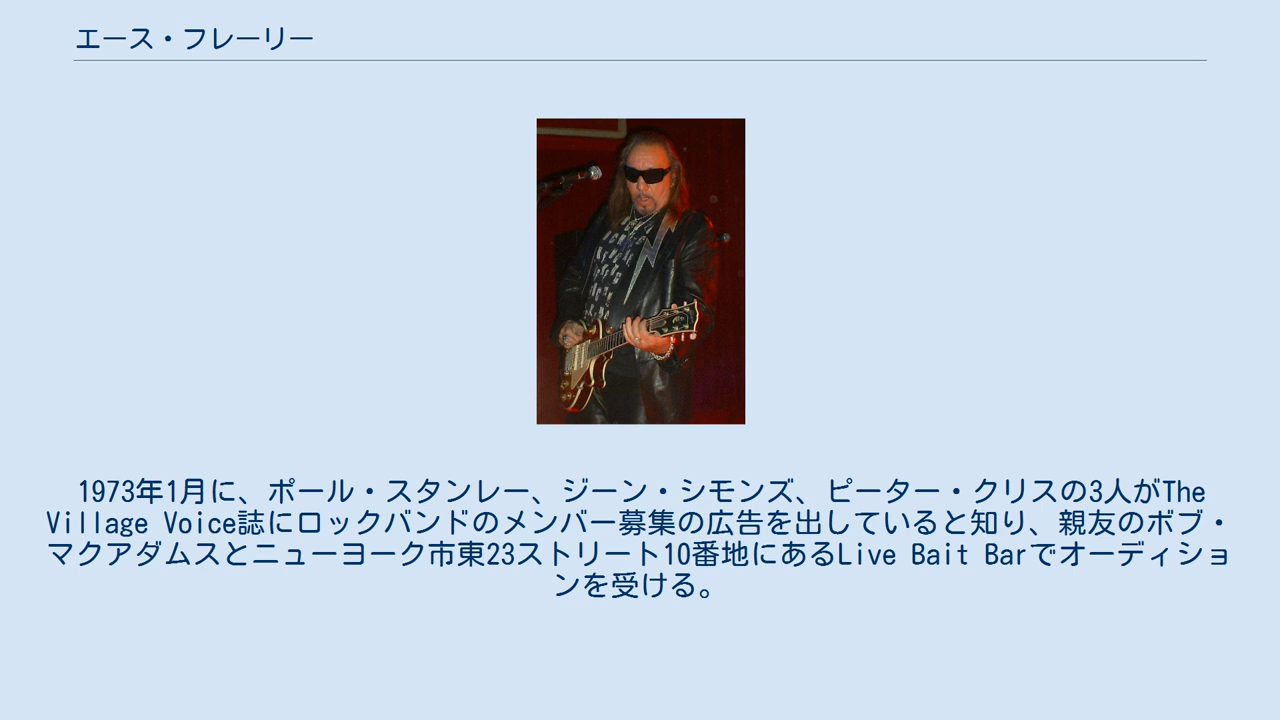 エース・フレーリー
1973年1月に、ポール・スタンレー、ジーン・シモンズ、ピーター・クリスの3人がThe
Village Voice誌にロックバンドのメンバー募集の広告を出していると知り、親友のボブ・
マクアダムスとニューヨーク市東23ストリート10番地にあるLive Bait Barでオーディショ
ンを受ける。